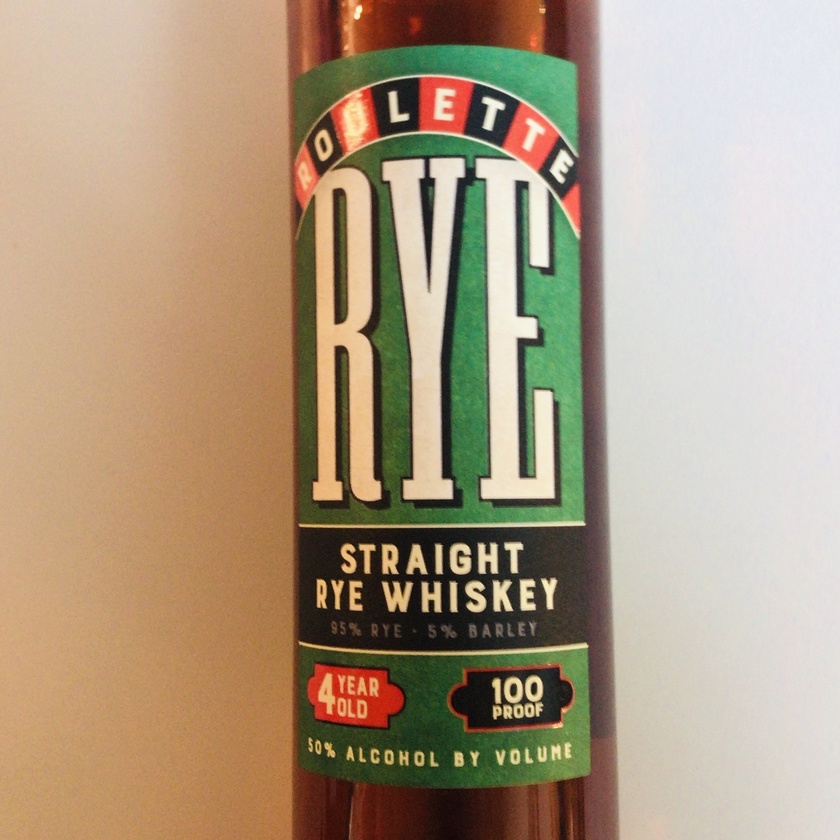 ROULETTE
RYE
STRAIGHT
RYE WHISKEY
95% RYE - 5% BARLEY
4 YEAR OLD
100 PROOF
50% ALCOHOL BY VOLUME